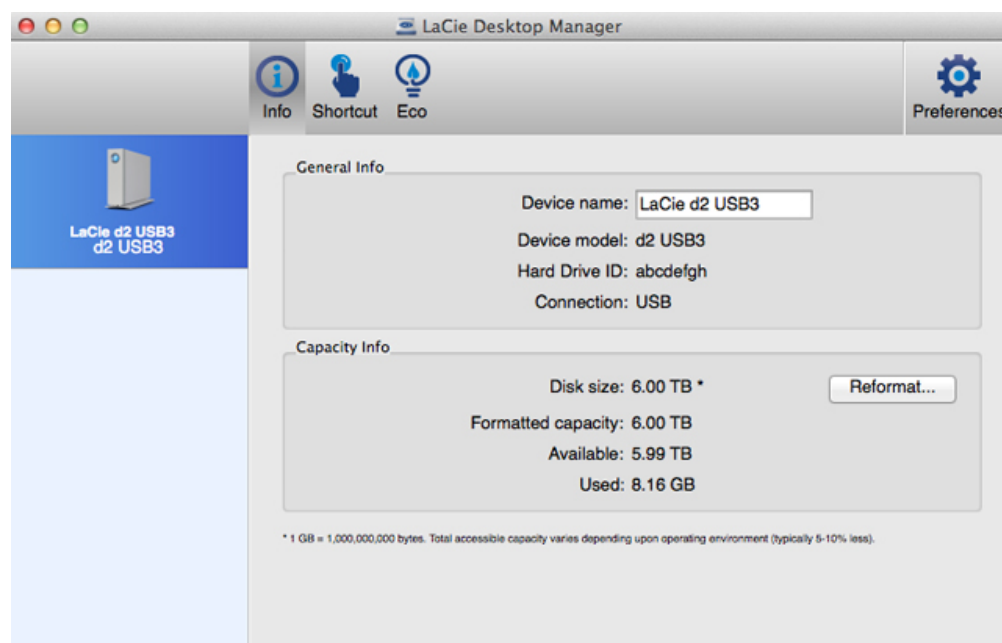 LaCie Desktop Manager
Info Shortcut Eco Preferences
LaCie d2 USB3
d2 USB3
General Info
Device name: LaCie d2 USB3
Device model: d2 USB3
Hard Drive ID: abcdefgh
Connection: USB
Capacity Info
Disk size: 6.00 TB * Reformat...
Formatted capacity: 6.00 TB
Available: 5.99 TB
Used: 8.16 GB
* 1 GB = 1,000,000,000 bytes. Total accessible capacity varies depending upon operating environment (typically 5-10% less).